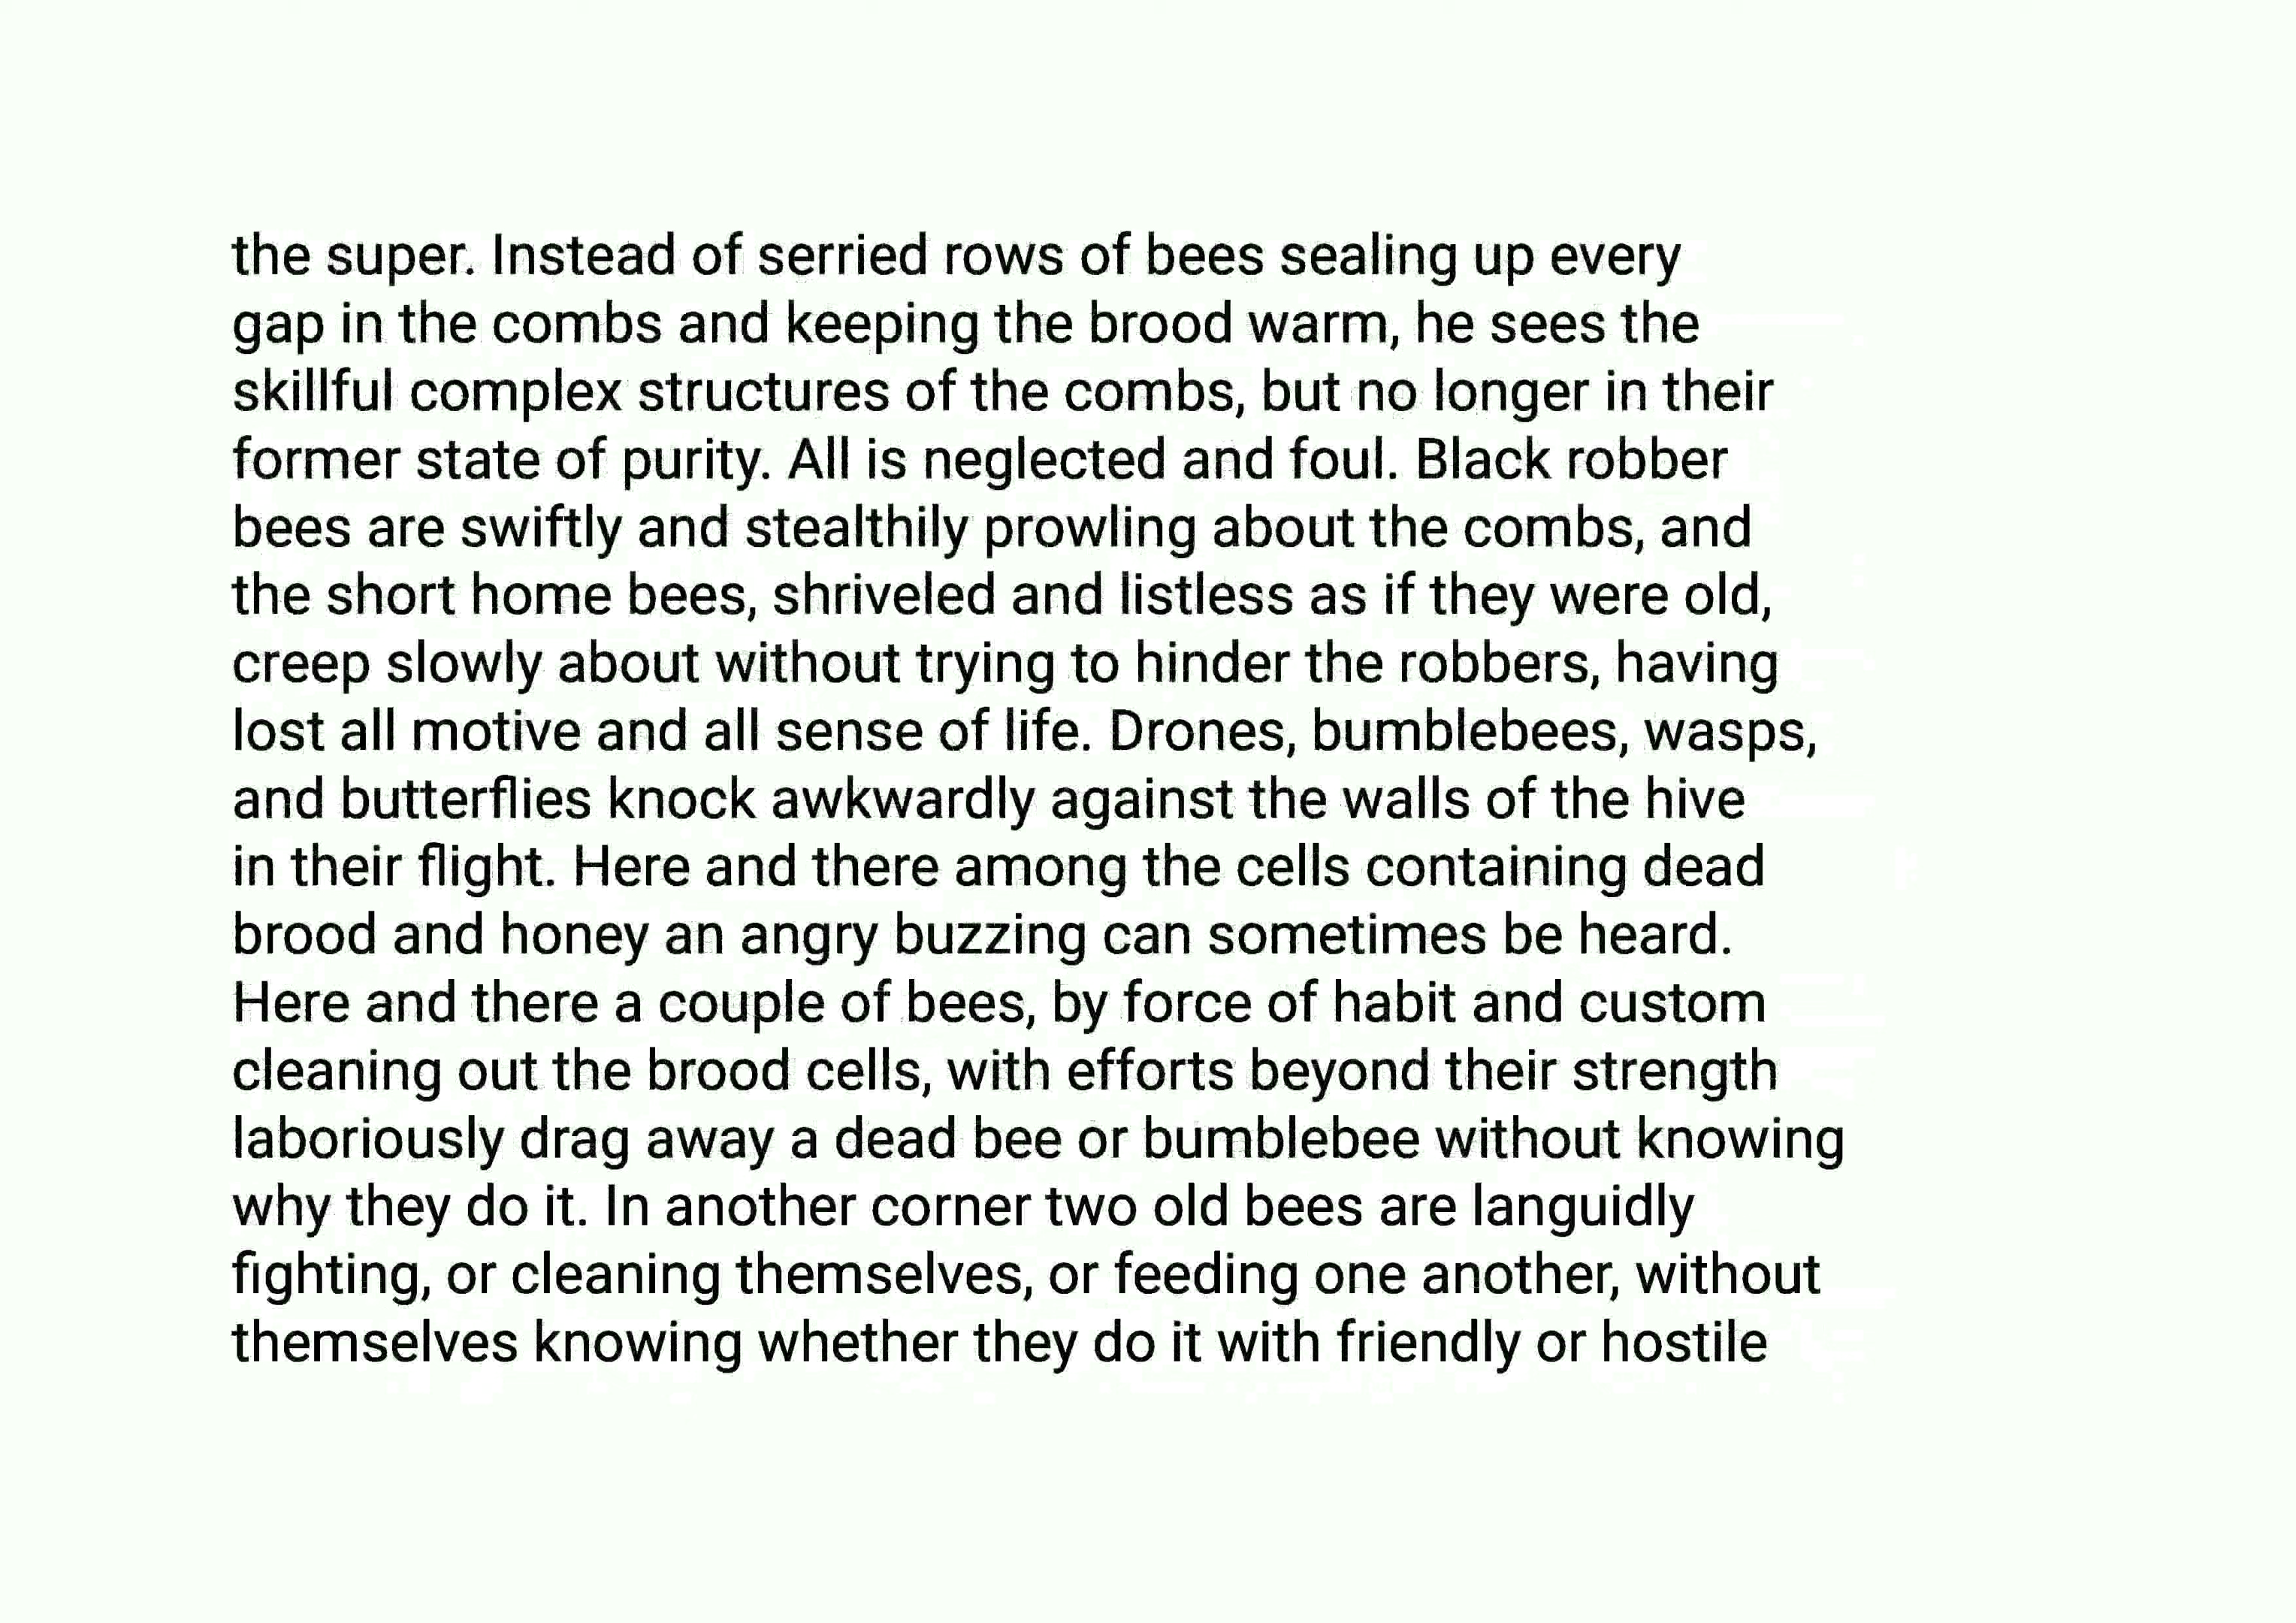 the super. Instead of serried rows of bees sealing up every
gap in the combs and keeping the brood warm, he sees the
skillful complex structures of the combs, but no longer in their
former state of purity. All is neglected and foul. Black robber
bees are swiftly and stealthily prowling about the combs, and
the short home bees, shriveled and listless as if they were old,
creep slowly about without trying to hinder the robbers, having
lost all motive and all sense of life. Drones, bumblebees, wasps,
and butterflies knock awkwardly against the walls of the hive
in their flight. Here and there among the cells containing dead
brood and honey an angry buzzing can sometimes be heard.
Here and there a couple of bees, by force of habit and custom
cleaning out the brood cells, with efforts beyond their strength
laboriously drag away a dead bee or bumblebee without knowing
why they do it. In another corner two old bees are languidly
fighting, or cleaning themselves, or feeding one another, without
themselves knowing whether they do it with friendly or hostile